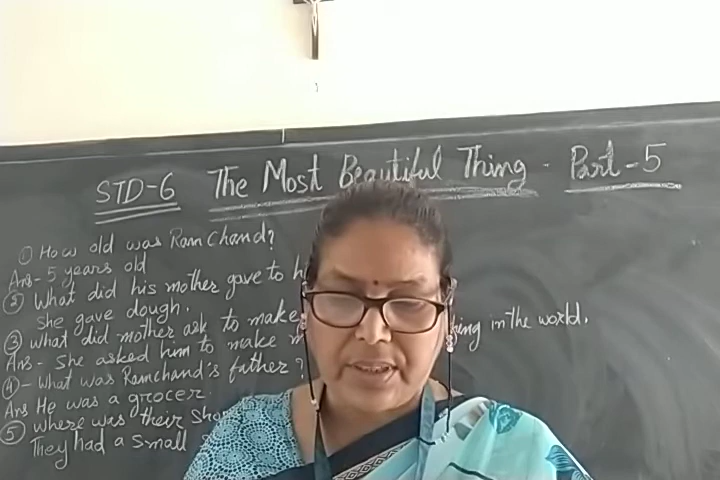 STD-6 The Most Beautiful Thing - Part-5
① How old was Ramchand?
Ans- 5 years old
② What did his mother gave to
She gave dough.
③ What did mother ask to make
Ans- She asked him to make in the world.
④- What was Ramchand's father?
Ans He was a grocer.
⑤ where was their
They had a small